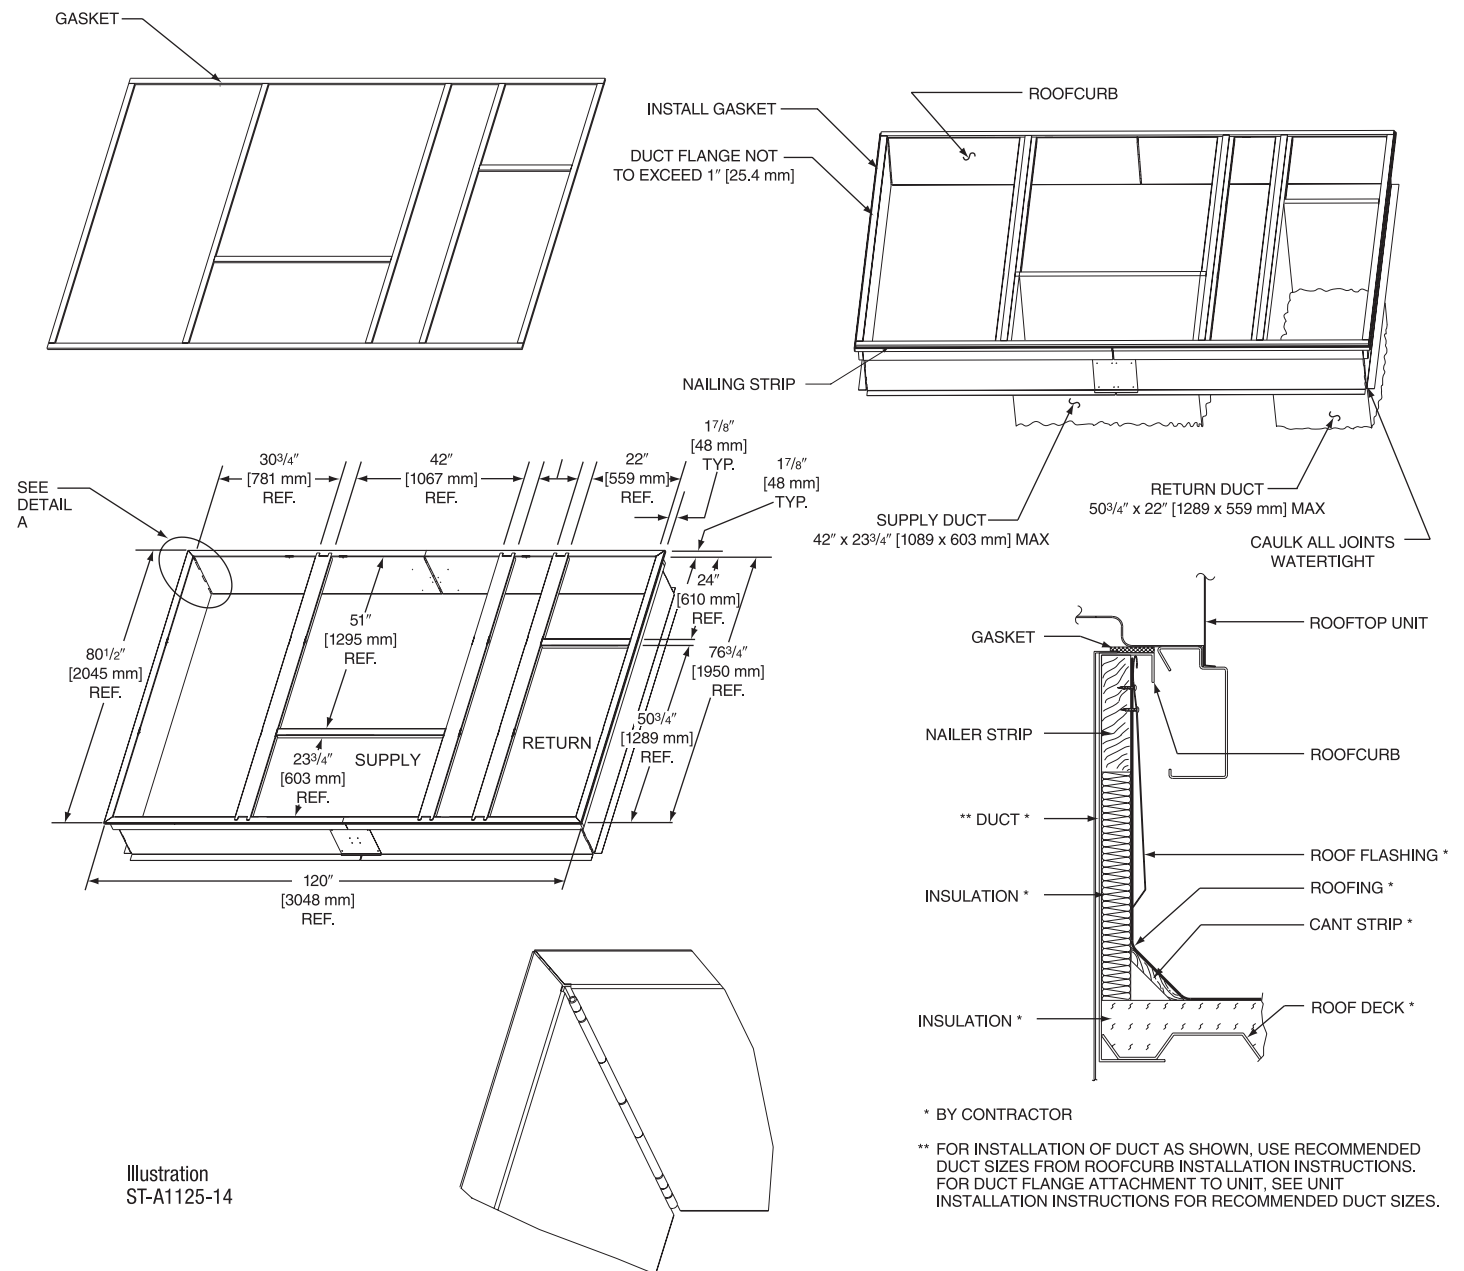 GASKET
INSTALL GASKET
ROOFCURB
DUCT FLANGE NOT
TO EXCEED 1″ [25.4 mm]
NAILING STRIP
SUPPLY DUCT
42″ x 233/4″ [1089 x 603 mm] MAX
RETURN DUCT
503/4″ x 22″ [1289 x 559 mm] MAX
CAULK ALL JOINTS
WATERTIGHT
SEE
DETAIL
A
303/4″
[781 mm]
REF.
42″
[1067 mm]
REF.
22″
[559 mm]
REF.
17/8″
[48 mm]
TYP.
17/8″
[48 mm]
TYP.
801/2″
[2045 mm]
REF.
51″
[1295 mm]
REF.
24″
[610 mm]
REF.
763/4″
[1950 mm]
REF.
503/4″
[1289 mm]
REF.
233/4″
[603 mm]
REF.
SUPPLY
RETURN
120″
[3048 mm]
REF.
GASKET
ROOFTOP UNIT
NAILER STRIP
ROOFCURB
** DUCT *
ROOF FLASHING *
INSULATION *
ROOFING *
CANT STRIP *
INSULATION *
ROOF DECK *
* BY CONTRACTOR
** FOR INSTALLATION OF DUCT AS SHOWN, USE RECOMMENDED
DUCT SIZES FROM ROOFCURB INSTALLATION INSTRUCTIONS.
FOR DUCT FLANGE ATTACHMENT TO UNIT, SEE UNIT
INSTALLATION INSTRUCTIONS FOR RECOMMENDED DUCT SIZES.
Illustration
ST-A1125-14